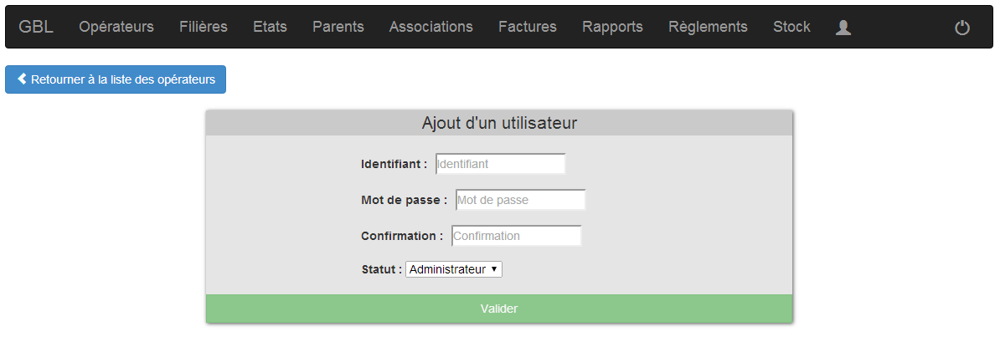 GBL Opérateurs Filières Etats Parents Associations Factures Rapports Règlements Stock
Retourner à la liste des opérateurs
Ajout d'un utilisateur
Identifiant : Identifiant
Mot de passe : Mot de passe
Confirmation : Confirmation
Statut : Administrateur
Valider